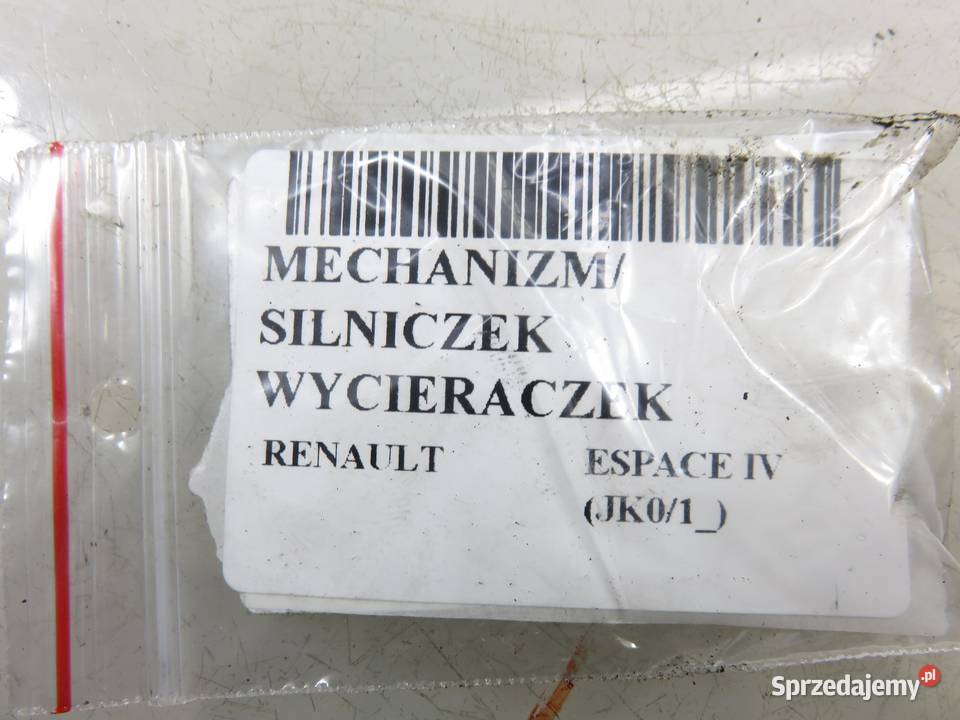 MECHANIZM/
SILNICZEK
WYCIERACZEK
RENAULT ESPACE IV
(JK0/1_)
Sprzedajemy.pl